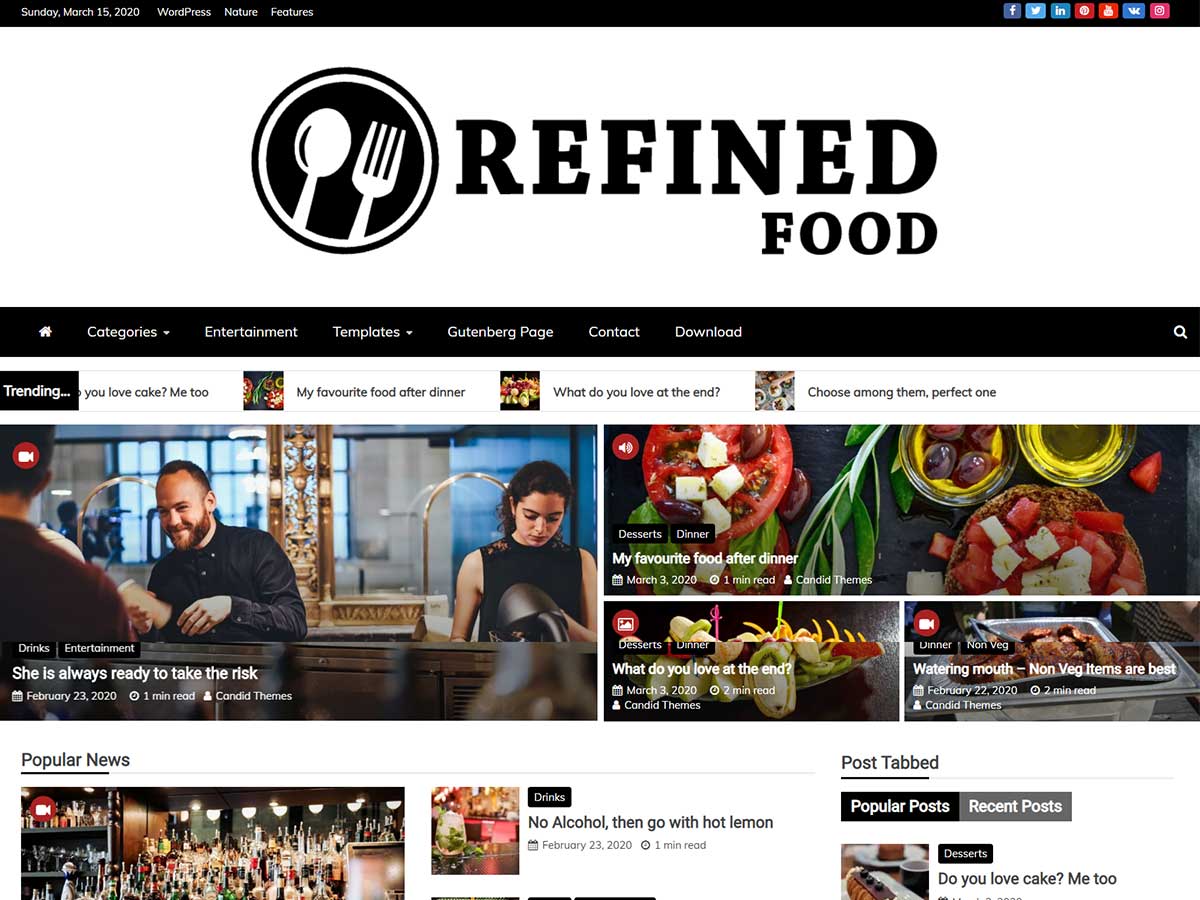 Sunday, March 15, 2020 WordPress Nature Features
REFINED
FOOD
Categories Entertainment Templates Gutenberg Page Contact Download
Trending... you love cake? Me too My favourite food after dinner What do you love at the end? Choose among them, perfect one
Drinks Entertainment
She is always ready to take the risk
February 23, 2020 1 min read Candid Themes
Desserts Dinner
My favourite food after dinner
March 3, 2020 1 min read Candid Themes
Desserts Dinner
What do you love at the end?
March 3, 2020 2 min read
Candid Themes
Dinner Non Veg
Watering mouth – Non Veg Items are best
February 22, 2020 2 min read
Candid Themes
Popular News
Drinks
No Alcohol, then go with hot lemon
February 23, 2020 1 min read
Post Tabbed
Popular Posts Recent Posts
Desserts
Do you love cake? Me too